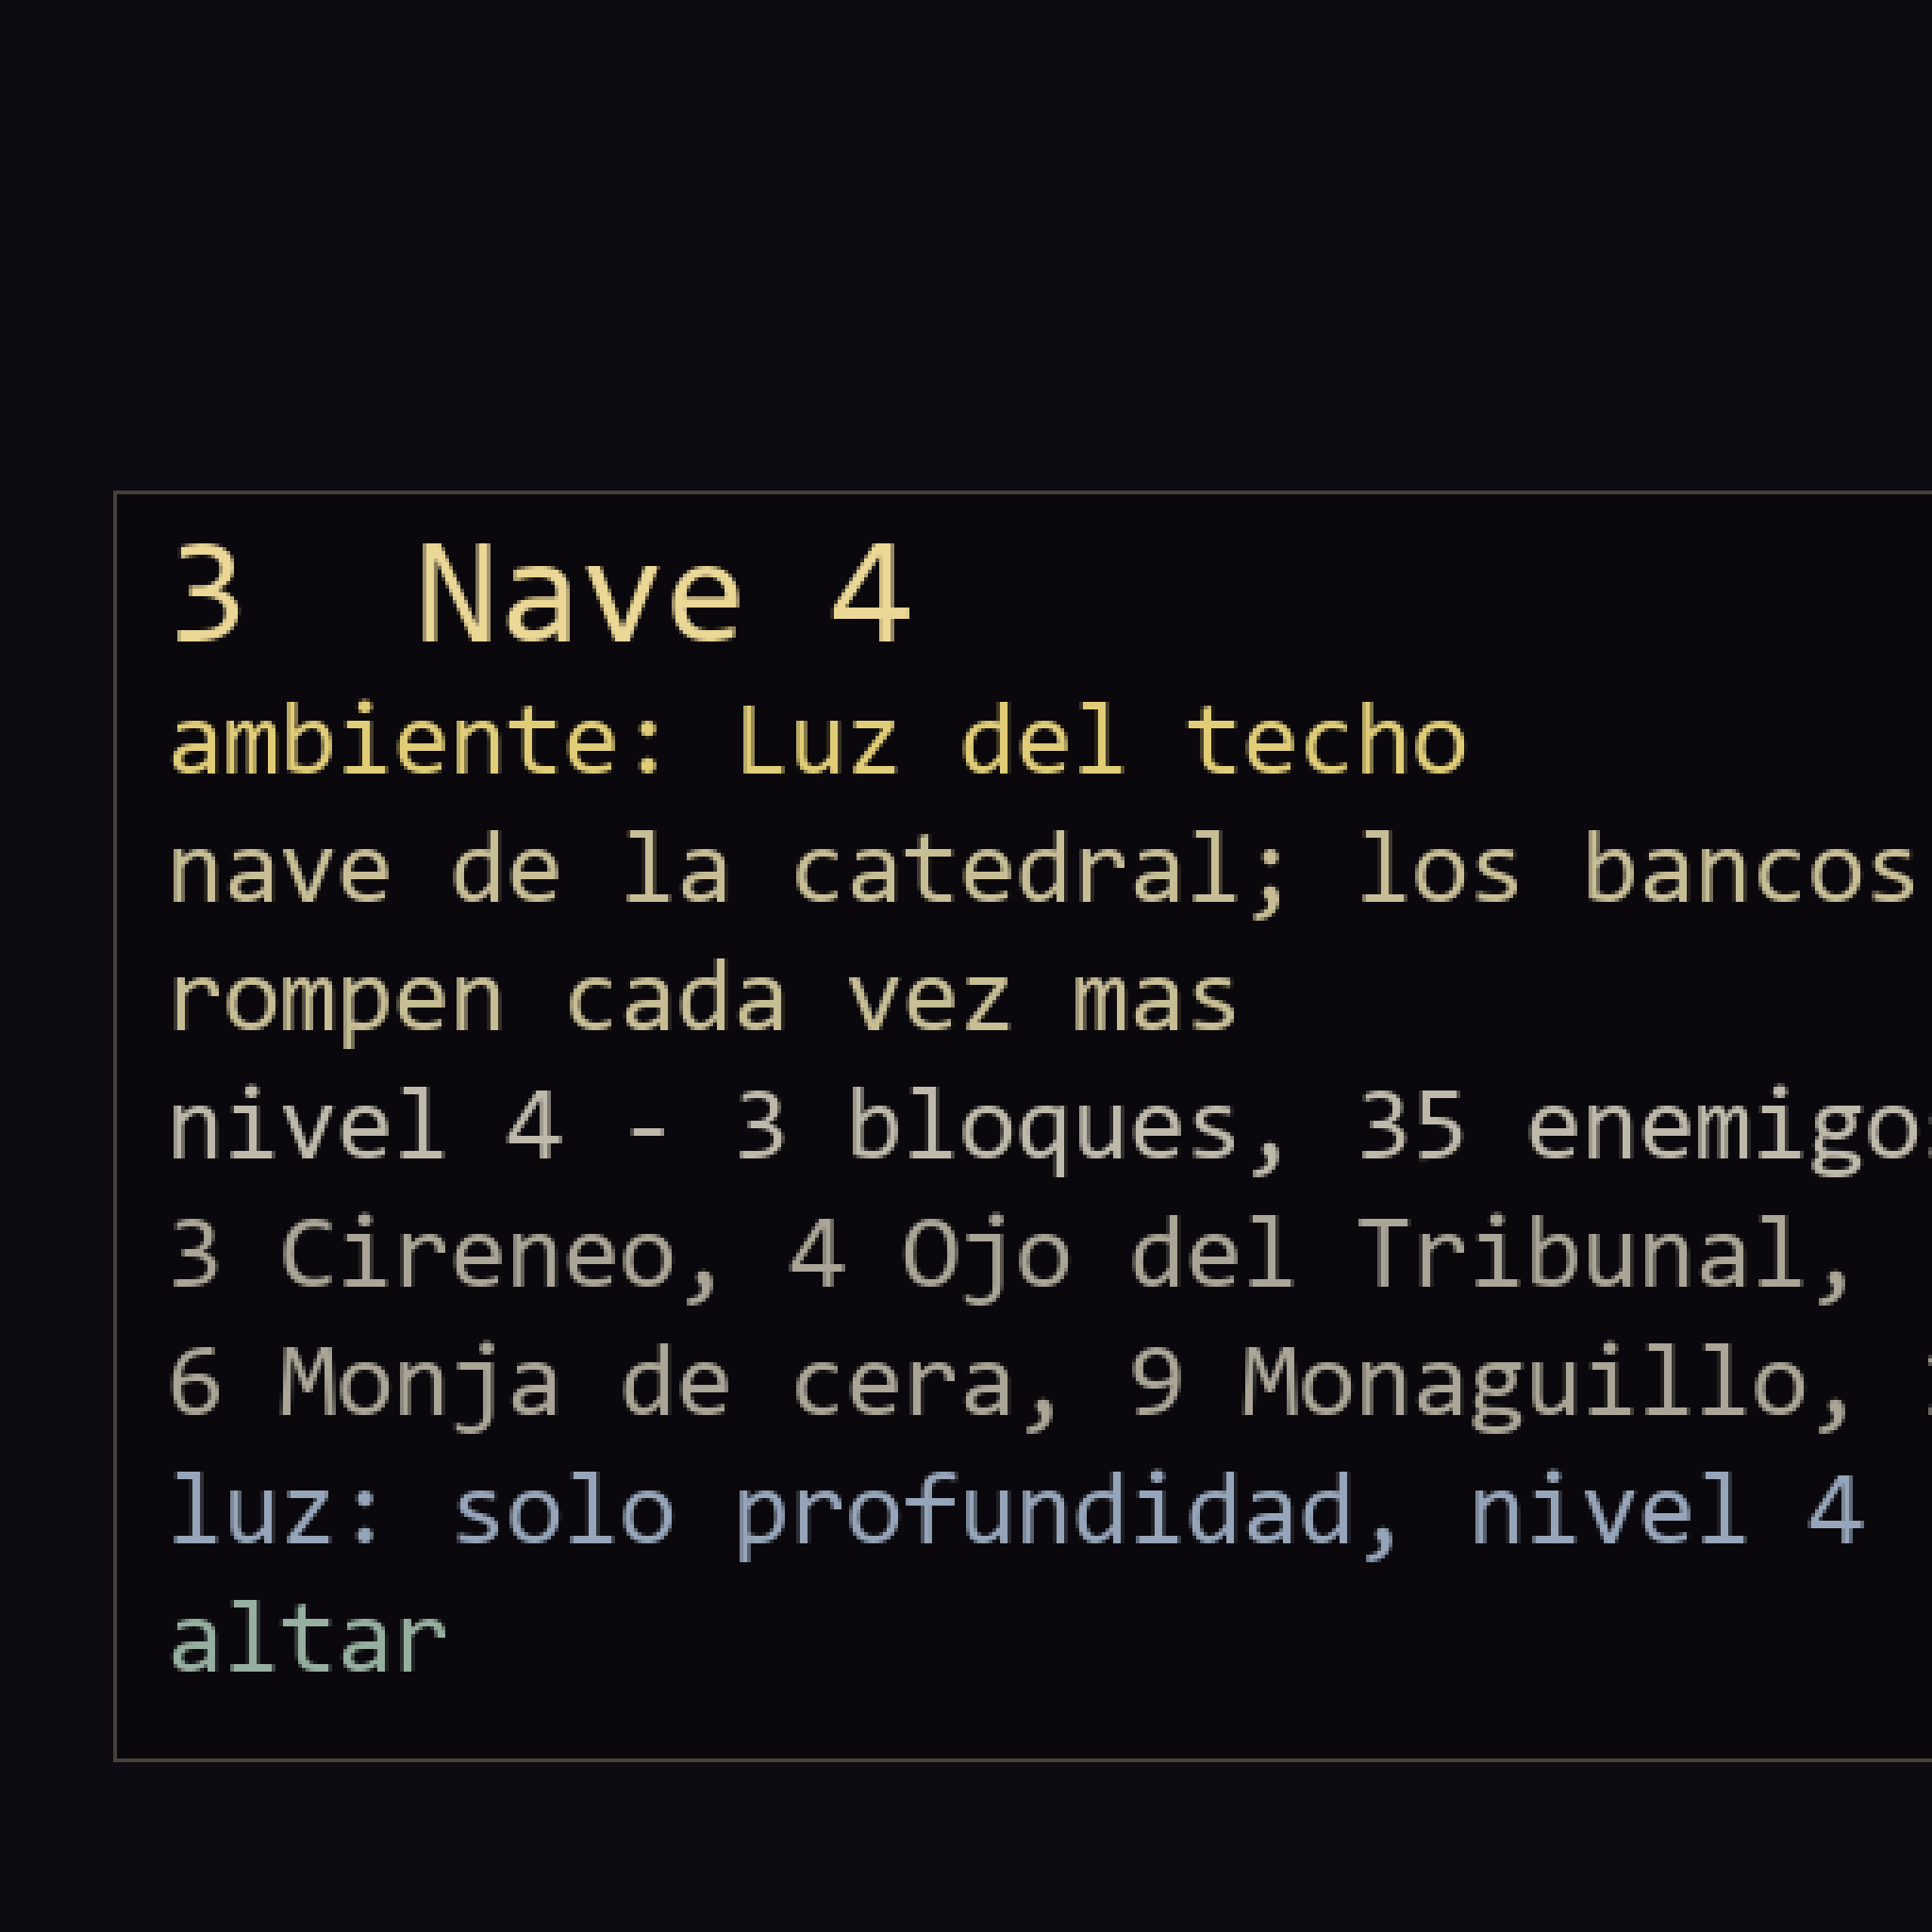 3  Nave 4
ambiente: Luz del techo
nave de la catedral; los bancos
rompen cada vez mas
nivel 4 - 3 bloques, 35 enemigos
3 Cireneo, 4 Ojo del Tribunal,
6 Monja de cera, 9 Monaguillo,
luz: solo profundidad, nivel 4
altar